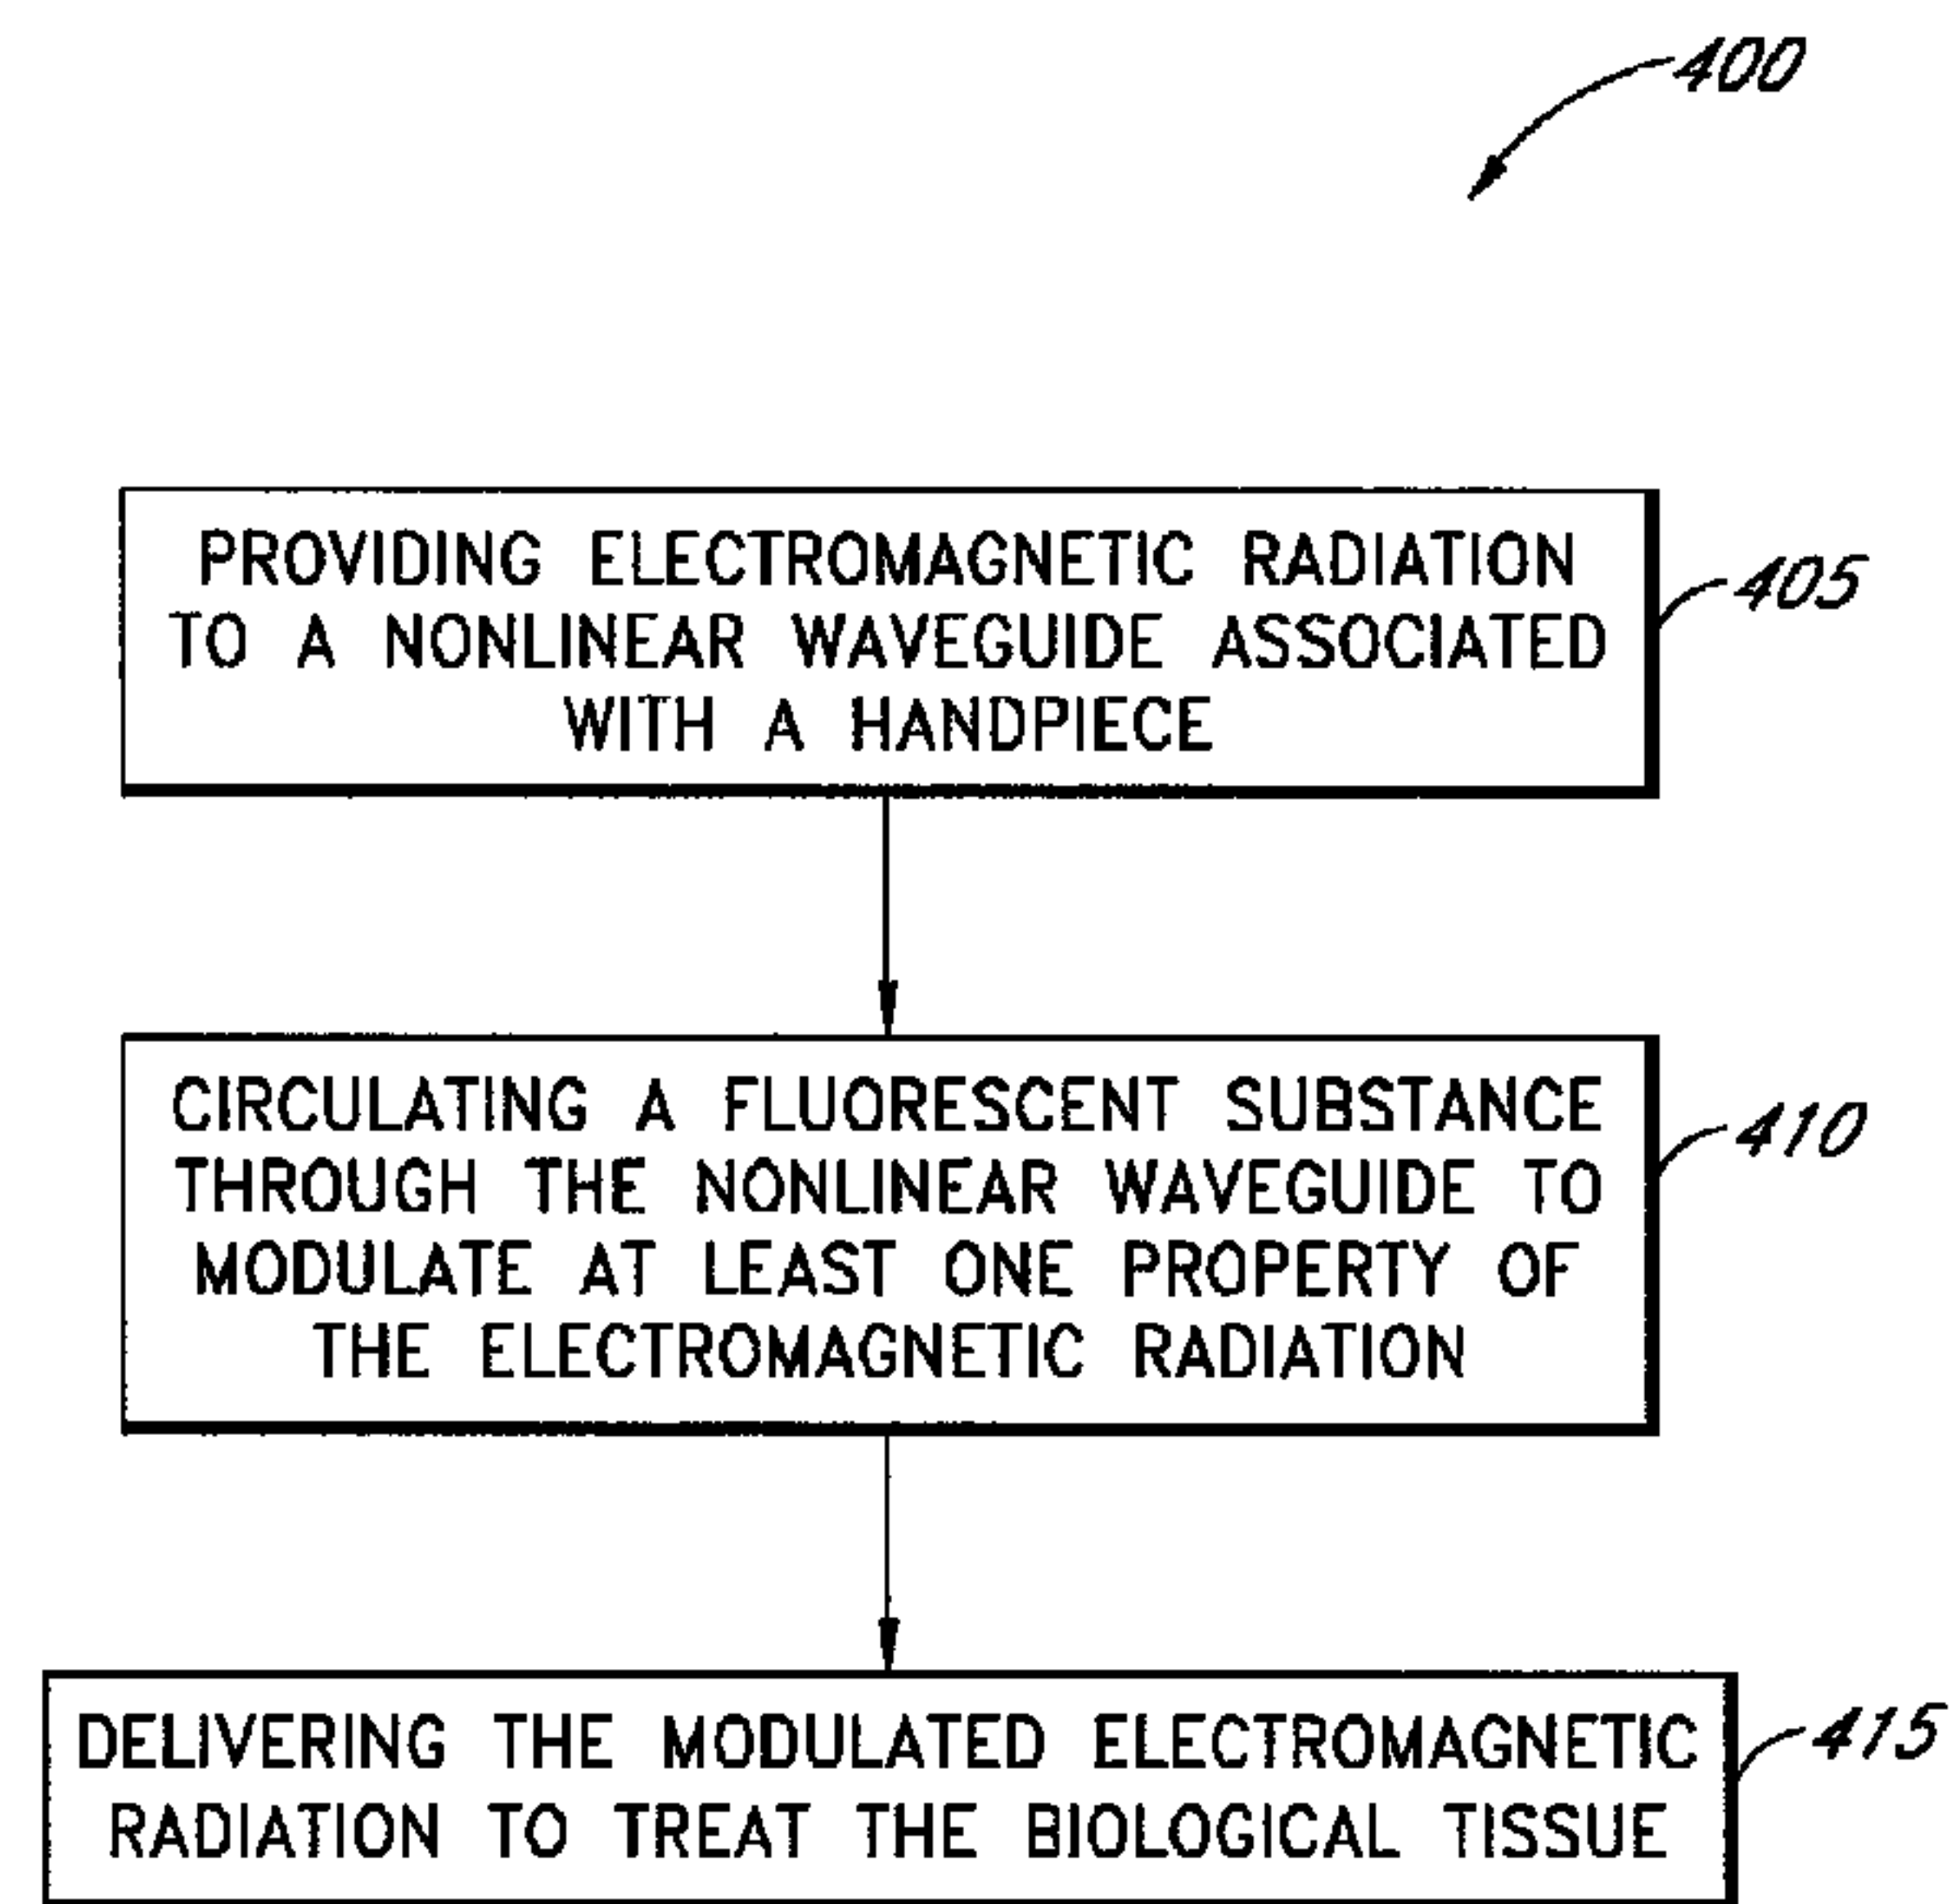 400
PROVIDING ELECTROMAGNETIC RADIATION
TO A NONLINEAR WAVEGUIDE ASSOCIATED
WITH A HANDPIECE
405
CIRCULATING A FLUORESCENT SUBSTANCE
THROUGH THE NONLINEAR WAVEGUIDE TO
MODULATE AT LEAST ONE PROPERTY OF
THE ELECTROMAGNETIC RADIATION
410
DELIVERING THE MODULATED ELECTROMAGNETIC
RADIATION TO TREAT THE BIOLOGICAL TISSUE
415